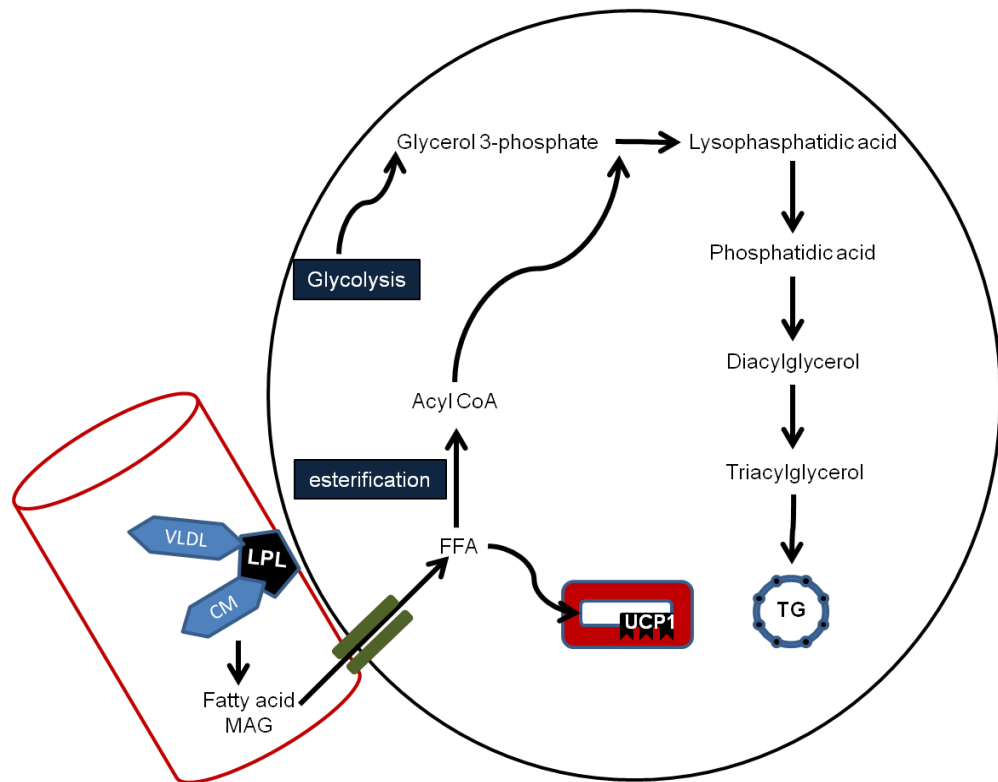 Glycerol 3-phosphate
Lysophasphatidic acid
Glycolysis
Phosphatidic acid
Diacylglycerol
Acyl CoA
esterification
Triacylglycerol
VLDL
LPL
CM
FFA
UCP1
TG
Fatty acid
MAG